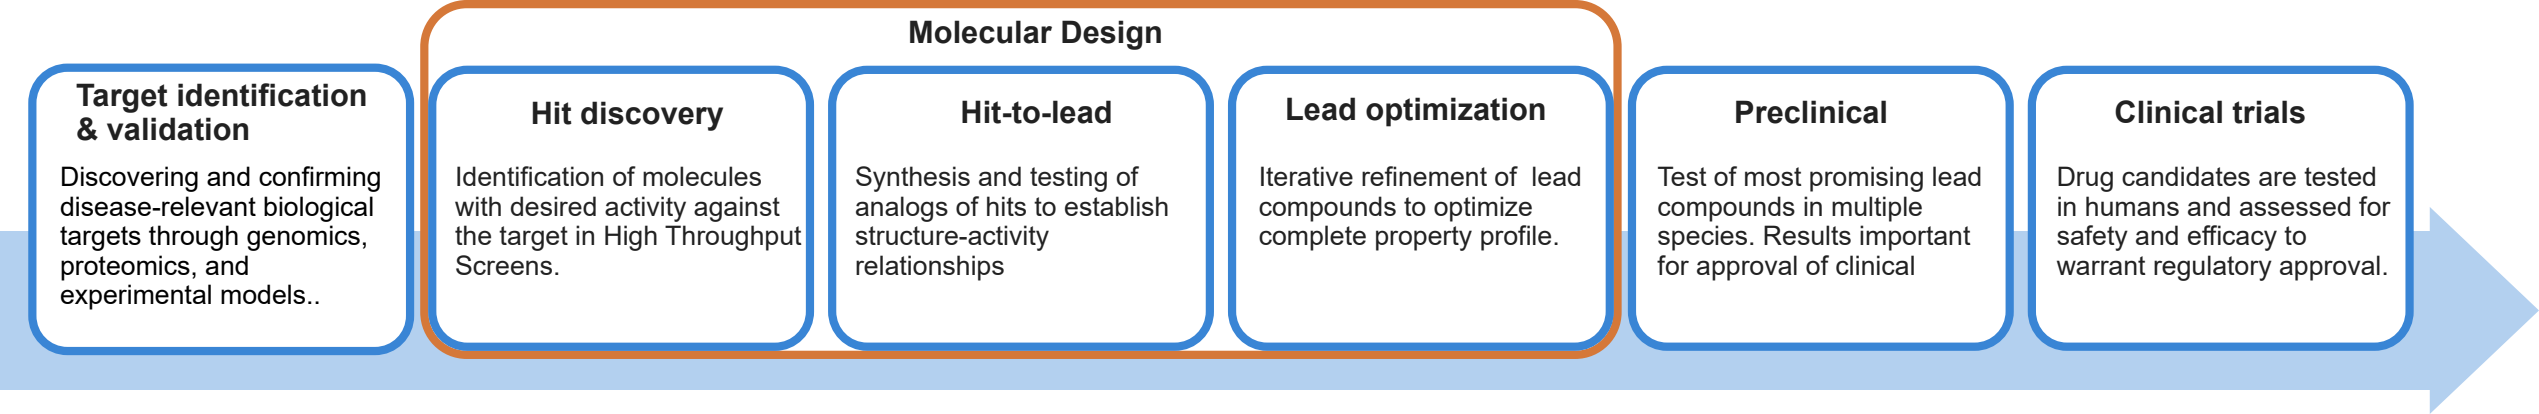 Molecular Design
Target identification
& validation
Discovering and confirming
disease-relevant biological
targets through genomics,
proteomics, and
experimental models..
Hit discovery
Identification of molecules
with desired activity against
the target in High Throughput
Screens.
Hit-to-lead
Synthesis and testing of
analogs of hits to establish
structure-activity
relationships
Lead optimization
Iterative refinement of  lead
compounds to optimize
complete property profile.
Preclinical
Test of most promising lead
compounds in multiple
species. Results important
for approval of clinical
Clinical trials
Drug candidates are tested
in humans and assessed for
safety and efficacy to
warrant regulatory approval.